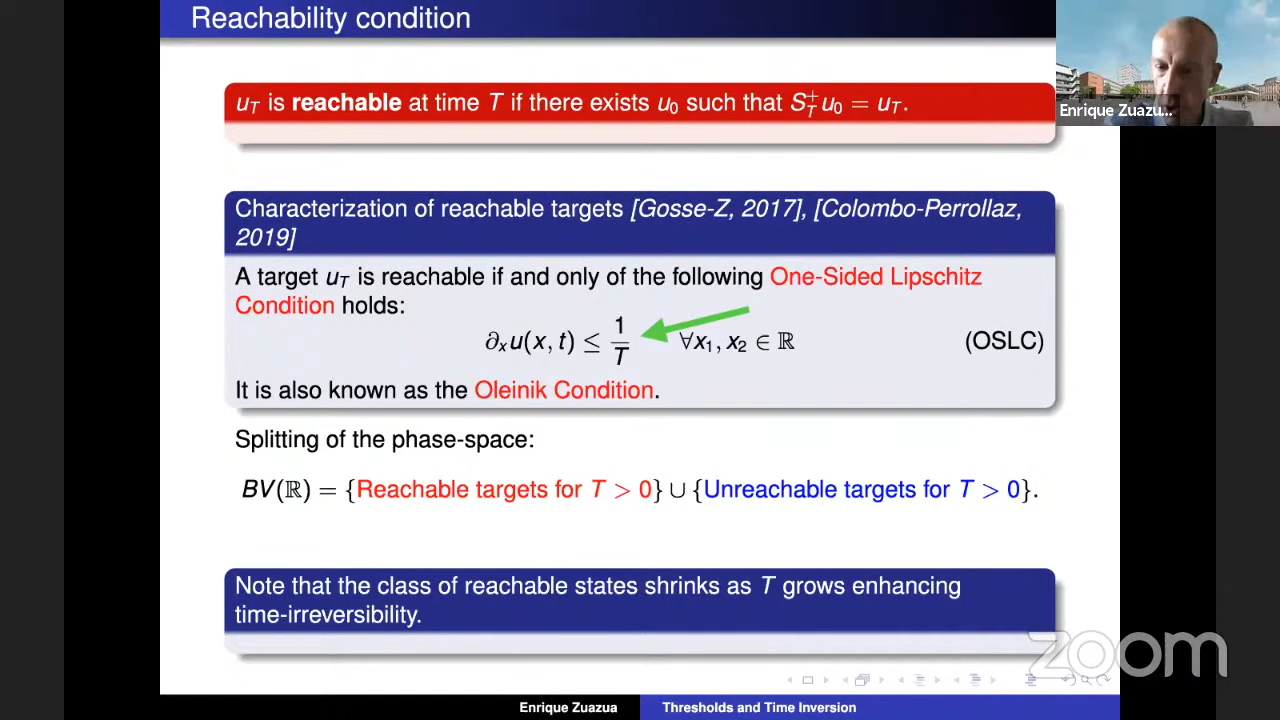 Reachability condition
u_T is reachable at time T if there exists u_0 such that S_T^+ u_0 = u_T.
Characterization of reachable targets [Gosse-Z, 2017], [Colombo-Perrollaz,
2019]
A target u_T is reachable if and only of the following One-Sided Lipschitz
Condition holds:
∂_x u(x, t) ≤ 1/T ∀x_1, x_2 ∈ ℝ (OSLC)
It is also known as the Oleinik Condition.
Splitting of the phase-space:
BV(ℝ) = {Reachable targets for T > 0} ∪ {Unreachable targets for T > 0}.
Note that the class of reachable states shrinks as T grows enhancing
time-irreversibility.
Enrique Zuazua
Thresholds and Time Inversion
Enrique Zuazu...
zoom